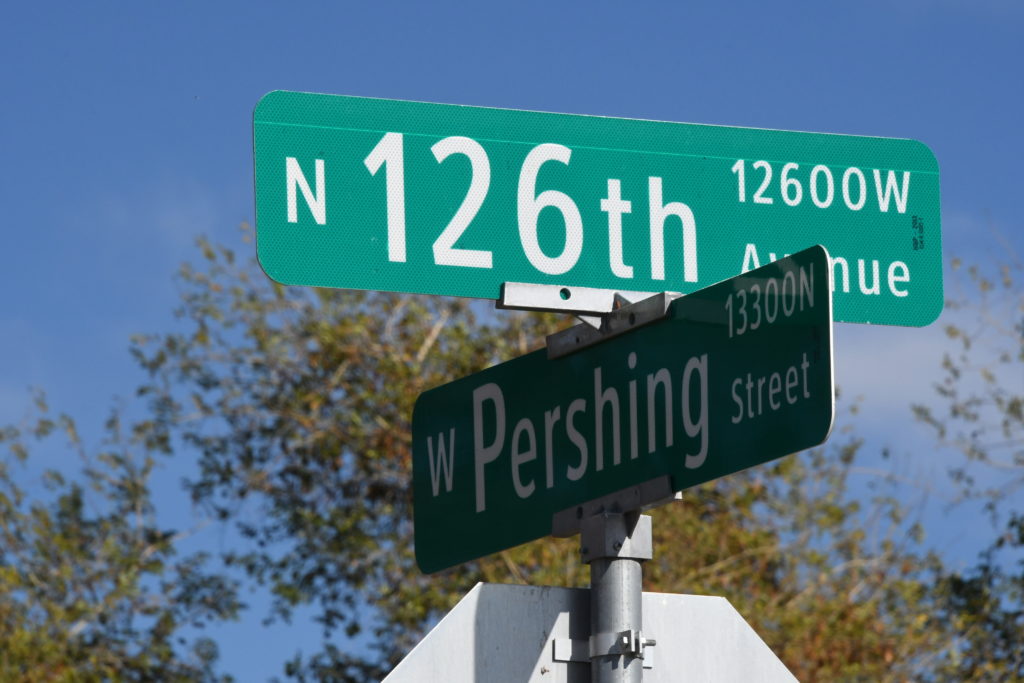 N 126th 12600W
Avenue
W Pershing 13300N
street